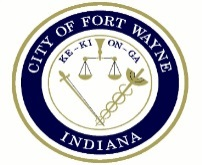 CITY OF FORT WAYNE
KE-KI ON-GA
INDIANA